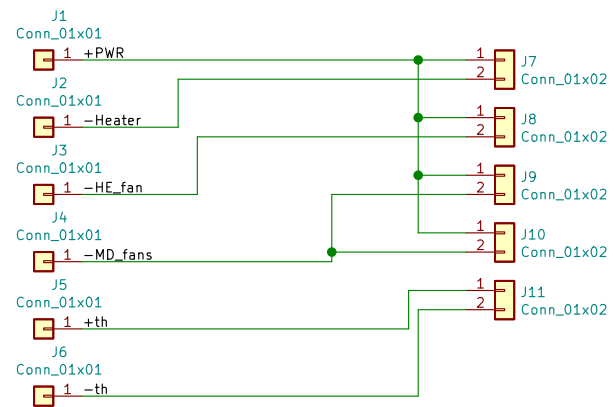 J1
Conn_01x01
1 +PWR
J2
Conn_01x01
1 -Heater
J3
Conn_01x01
1 -HE_fan
J4
Conn_01x01
1 -MD_fans
J5
Conn_01x01
1 +th
J6
Conn_01x01
1 -th
1 J7
2 Conn_01x02
1 J8
2 Conn_01x02
1 J9
2 Conn_01x02
1 J10
2 Conn_01x02
1 J11
2 Conn_01x02